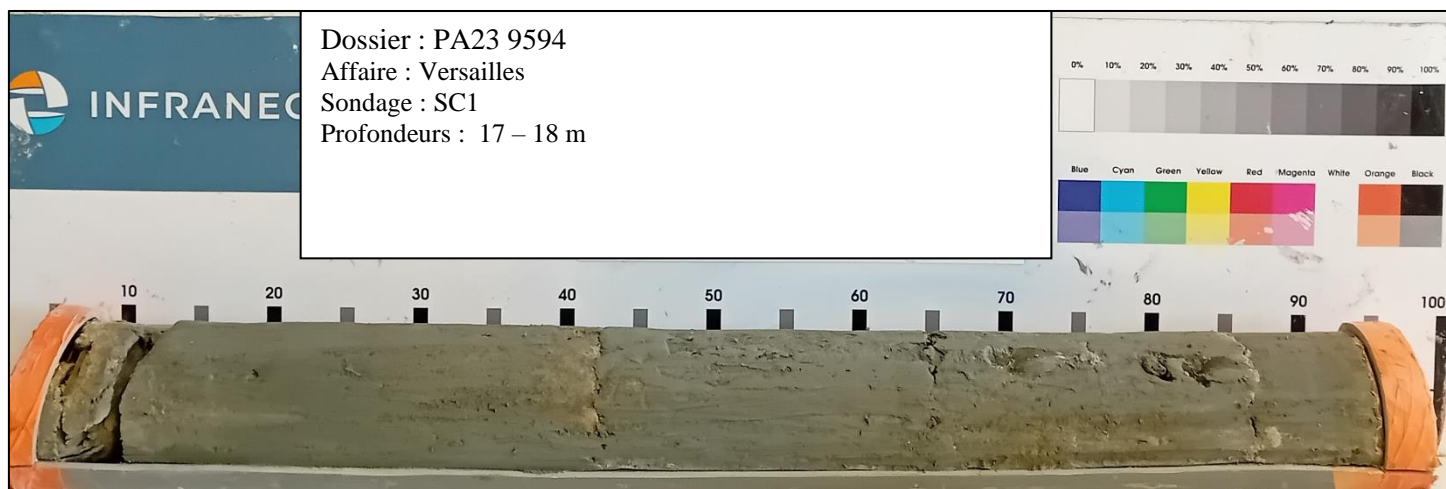 INFRANEC
Dossier : PA23 9594
Affaire : Versailles
Sondage : SC1
Profondeurs : 17 – 18 m
0% 10% 20% 30% 40% 50% 60% 70% 80% 90% 100%
Blue Cyan Green Yellow Red Magenta White Orange Black
10 20 30 40 50 60 70 80 90 100